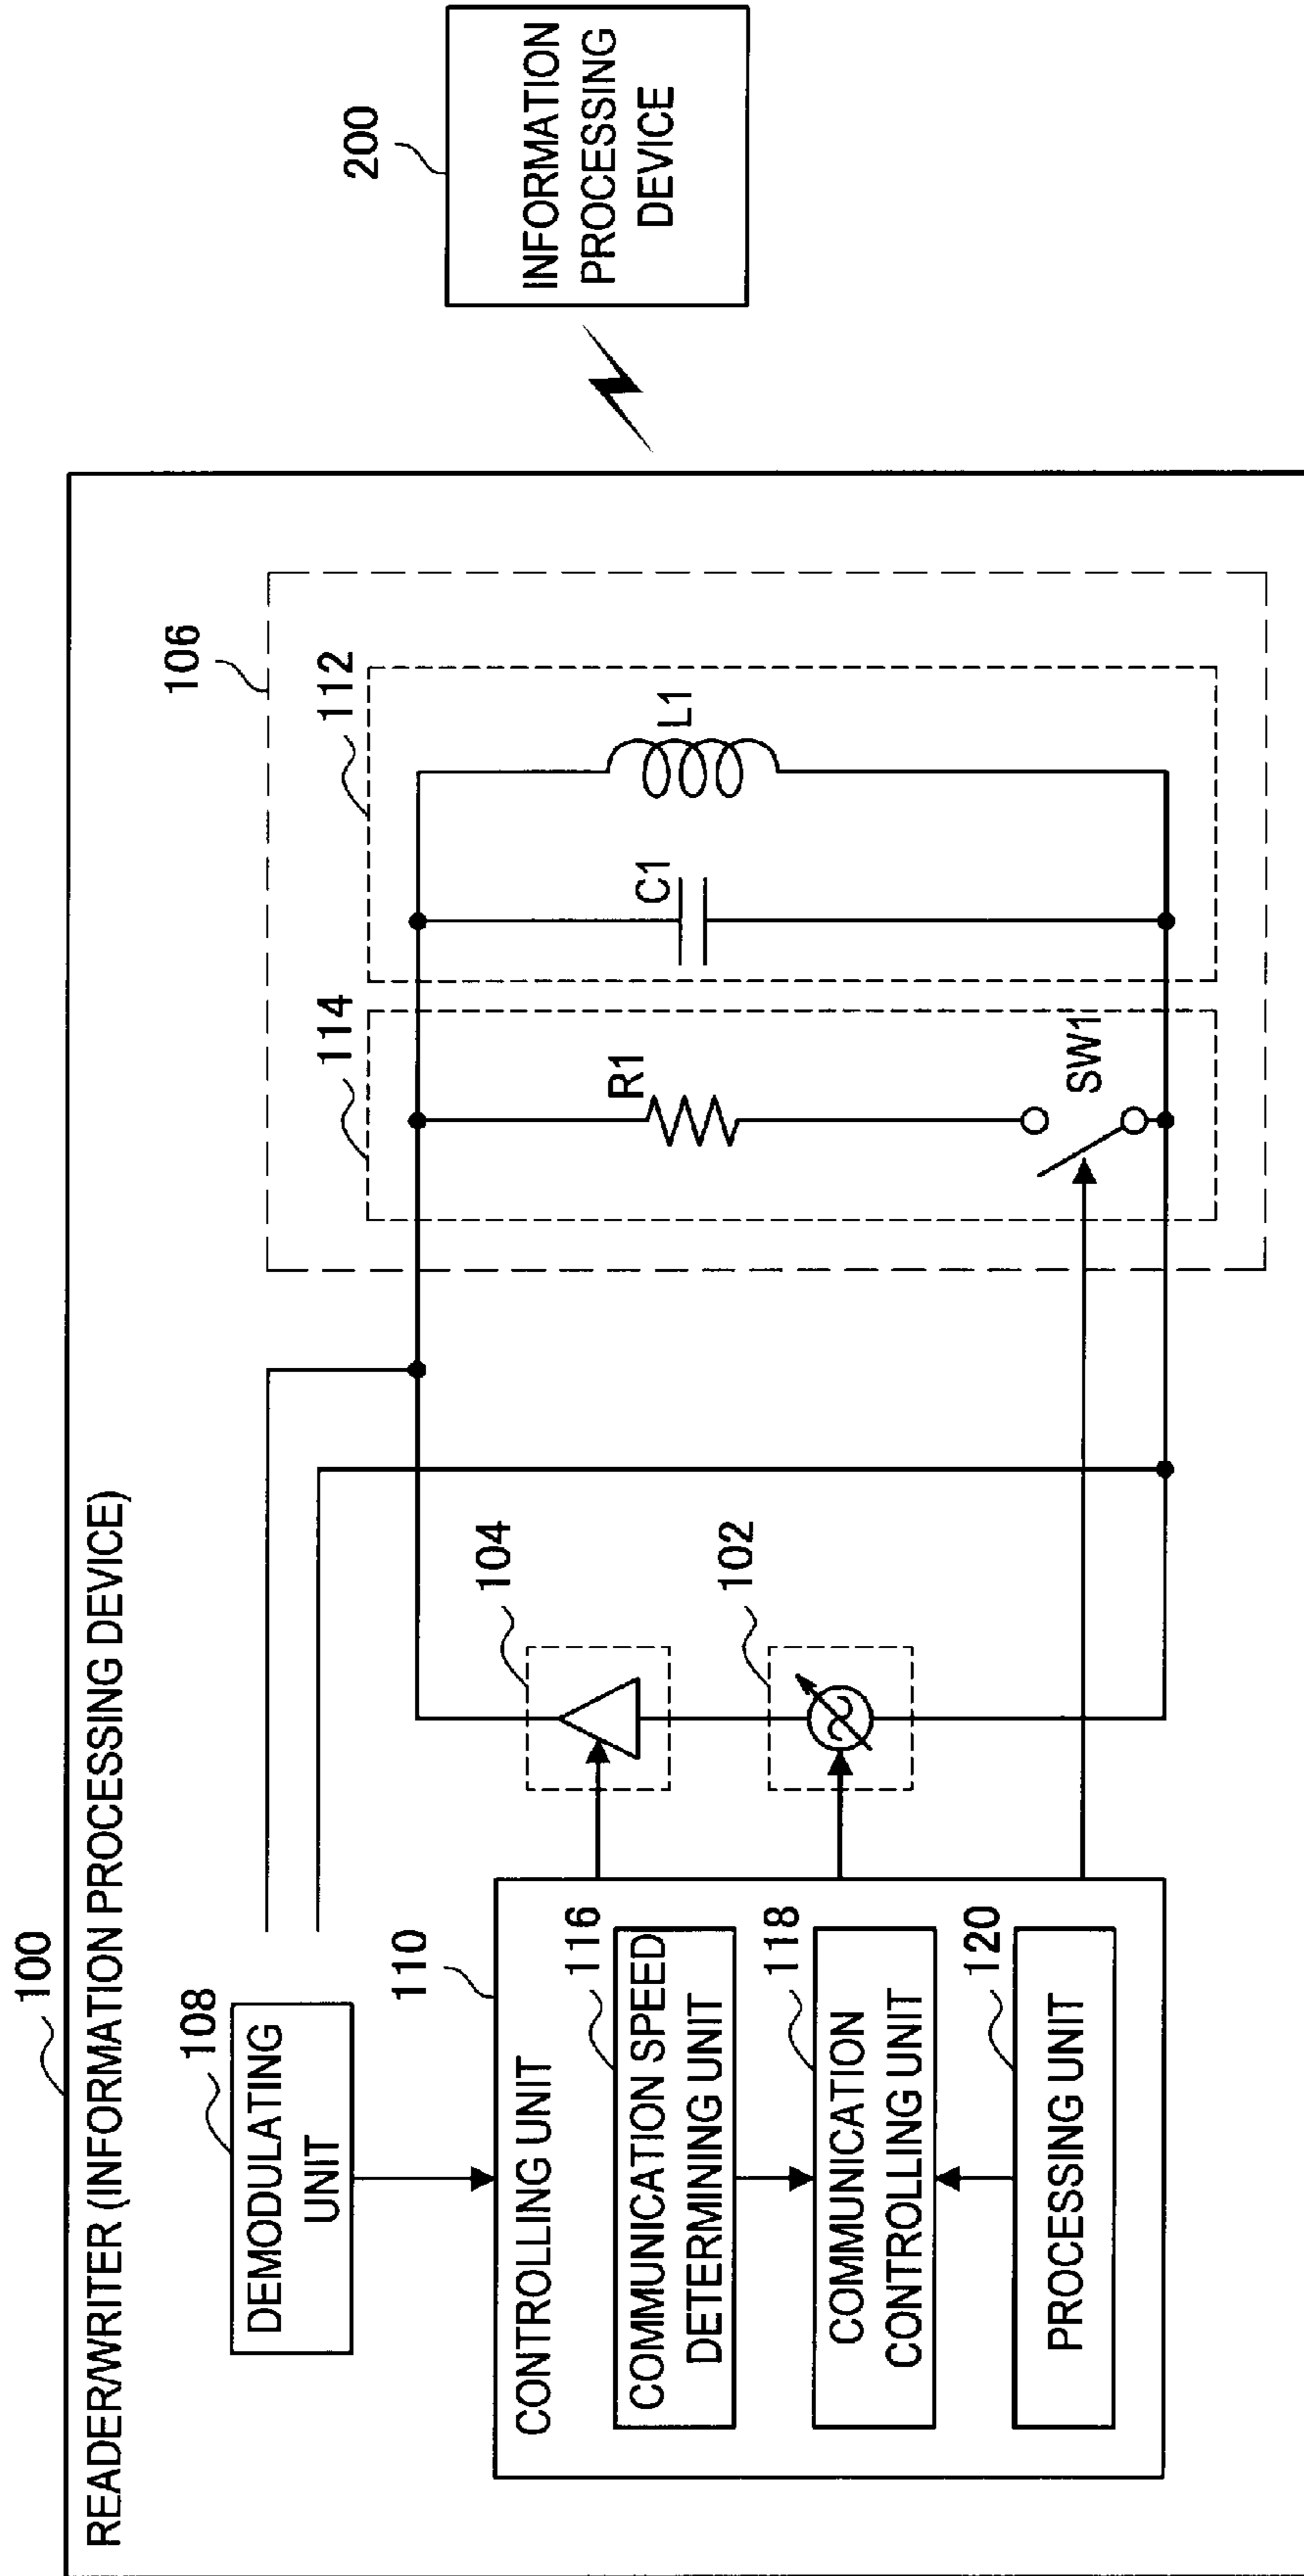 100
READER/WRITER (INFORMATION PROCESSING DEVICE)
108
DEMODULATING
UNIT
110
CONTROLLING UNIT
116
COMMUNICATION SPEED
DETERMINING UNIT
118
COMMUNICATION
CONTROLLING UNIT
120
PROCESSING UNIT
104
102
106
114
R1
SW1
112
C1
L1
200
INFORMATION
PROCESSING
DEVICE